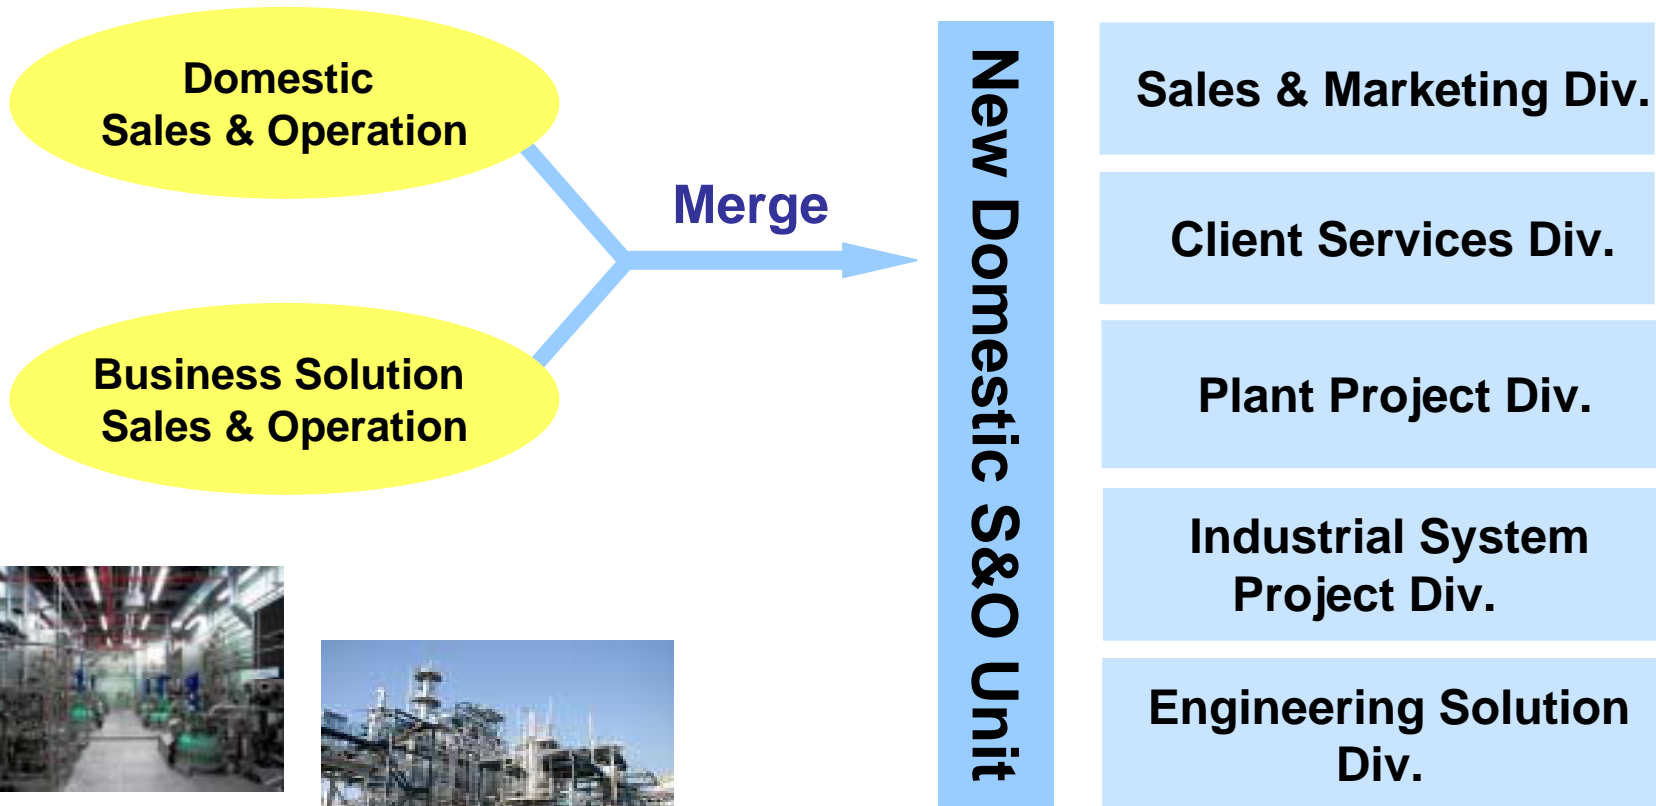 Domestic
Sales & Operation
Business Solution
Sales & Operation
Merge
New Domestic S&O Unit
Sales & Marketing Div.
Client Services Div.
Plant Project Div.
Industrial System
Project Div.
Engineering Solution
Div.